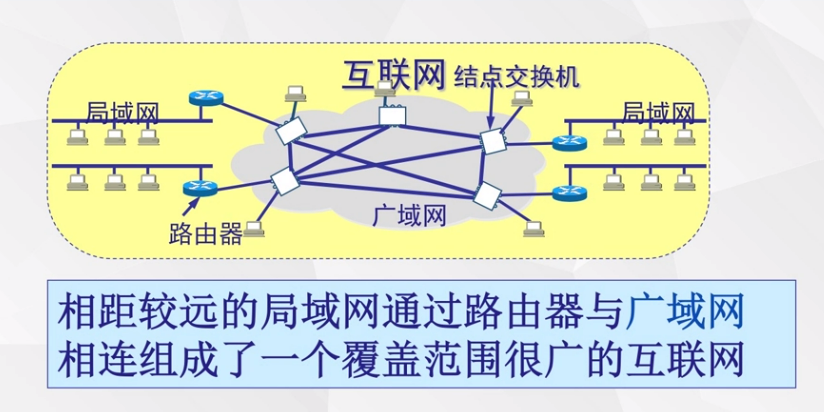 互联网
结点交换机
局域网
局域网
广域网
路由器
相距较远的局域网通过路由器与广域网
相连组成了一个覆盖范围很广的互联网